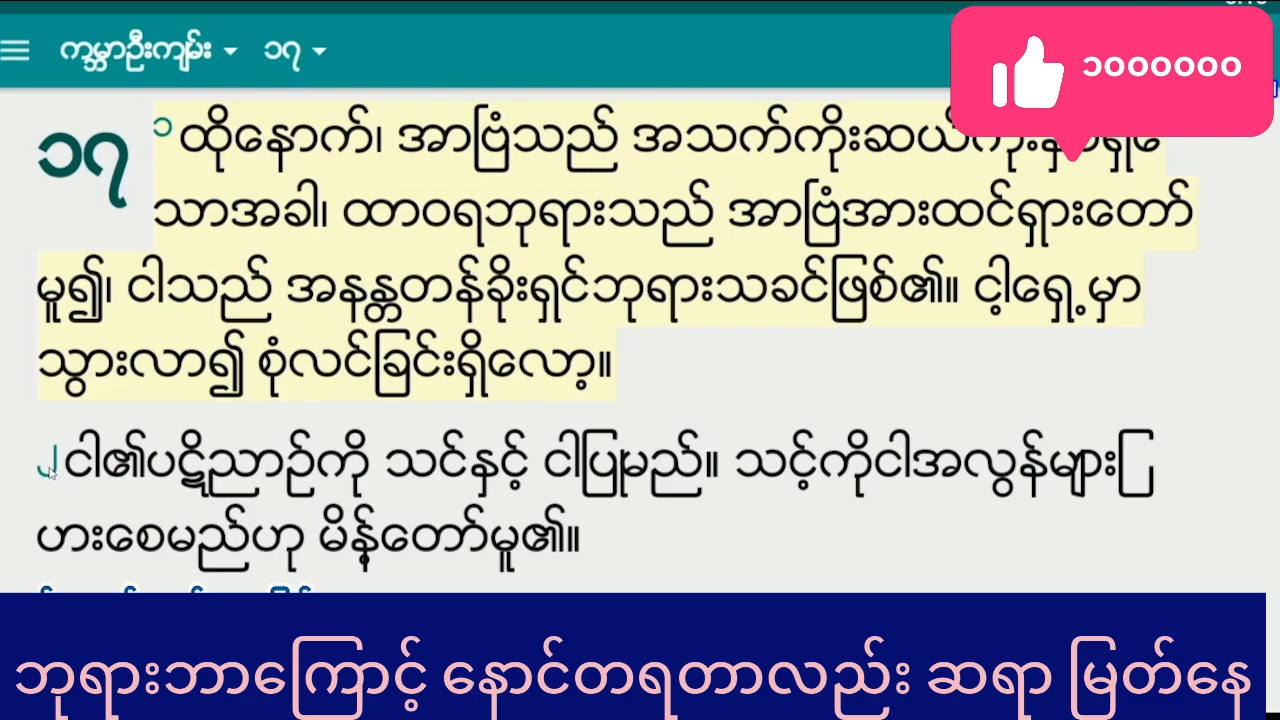 ကမ္ဘာဦးကျမ်း ၁၇
၁၀၀၀၀၀၀
၁၇ ၁ ထိုနောက်၊ အာဗြံသည် အသက်ကိုးဆယ်
သာအခါ၊ ထာဝရဘုရားသည် အာဗြံအားထင်ရှားတော်
မူ၍၊ ငါသည် အနန္တတန်ခိုးရှင်ဘုရားသခင်ဖြစ်၏။ ငါ့ရှေ့မှာ
သွားလာ၍ စုံလင်ခြင်းရှိလော့။
၂ ငါ၏ပဋိညာဉ်ကို သင်နှင့် ငါပြုမည်။ သင့်ကိုငါအလွန်များပြ
ပားစေမည်ဟု မိန့်တော်မူ၏။
ဘုရားဘာကြောင့် နောင်တရတာလည်း ဆရာ မြတ်နေ